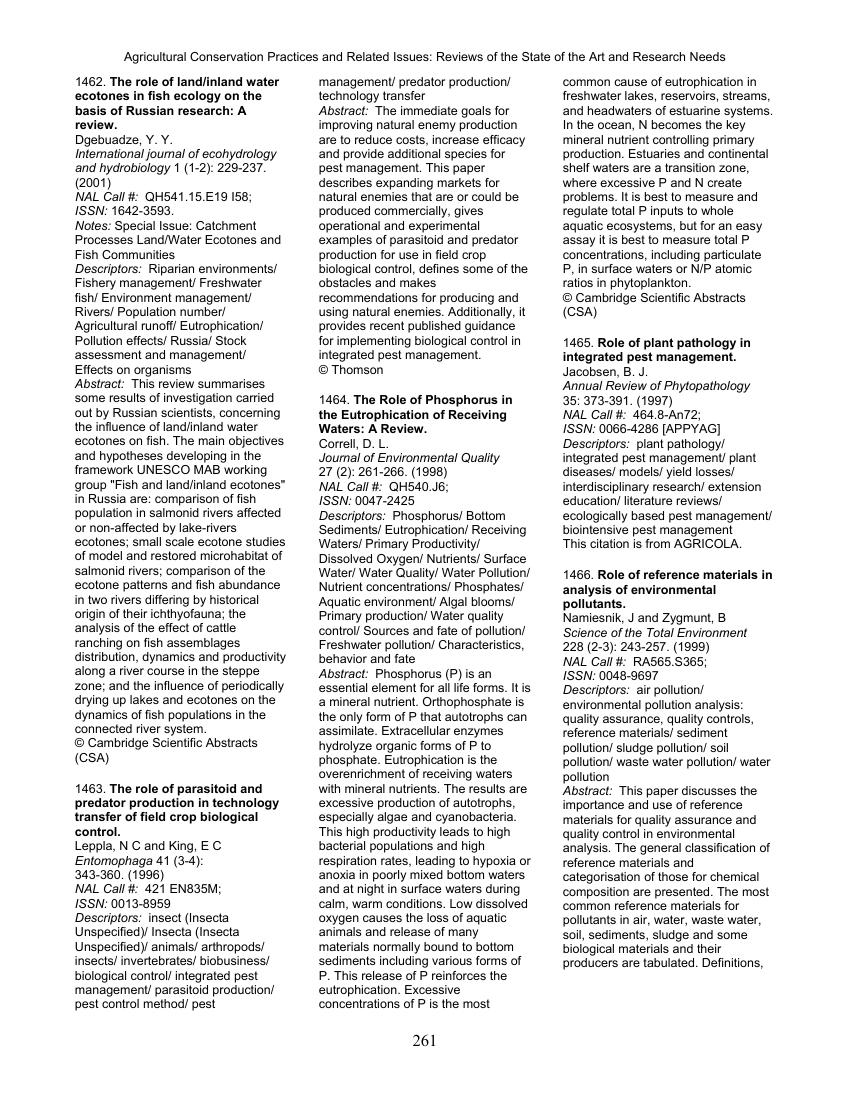 Agricultural Conservation Practices and Related Issues: Reviews of the State of the Art and Research Needs
1462. The role of land/inland water
ecotones in fish ecology on the
basis of Russian research: A
review.
Dgebuadze, Y. Y.
International journal of ecohydrology
and hydrobiology 1 (1-2): 229-237.
(2001)
NAL Call #: QH541.15.E19 I58;
ISSN: 1642-3593.
Notes: Special Issue: Catchment
Processes Land/Water Ecotones and
Fish Communities
Descriptors: Riparian environments/
Fishery management/ Freshwater
fish/ Environment management/
Rivers/ Population number/
Agricultural runoff/ Eutrophication/
Pollution effects/ Russia/ Stock
assessment and management/
Effects on organisms
Abstract: This review summarises
some results of investigation carried
out by Russian scientists, concerning
the influence of land/inland water
ecotones on fish. The main objectives
and hypotheses developing in the
framework UNESCO MAB working
group "Fish and land/inland ecotones"
in Russia are: comparison of fish
population in salmonid rivers affected
or non-affected by lake-rivers
ecotones; small scale ecotone studies
of model and restored microhabitat of
salmonid rivers; comparison of the
ecotone patterns and fish abundance
in two rivers differing by historical
origin of their ichthyofauna; the
analysis of the effect of cattle
ranching on fish assemblages
distribution, dynamics and productivity
along a river course in the steppe
zone; and the influence of periodically
drying up lakes and ecotones on the
dynamics of fish populations in the
connected river system.
© Cambridge Scientific Abstracts
(CSA)
1463. The role of parasitoid and
predator production in technology
transfer of field crop biological
control.
Leppla, N C and King, E C
Entomophaga 41 (3-4):
343-360. (1996)
NAL Call #: 421 EN835M;
ISSN: 0013-8959
Descriptors: insect (Insecta
Unspecified)/ Insecta (Insecta
Unspecified)/ animals/ arthropods/
insects/ invertebrates/ biobusiness/
biological control/ integrated pest
management/ parasitoid production/
pest control method/ pest
management/ predator production/
technology transfer
Abstract: The immediate goals for
improving natural enemy production
are to reduce costs, increase efficacy
and provide additional species for
pest management. This paper
describes expanding markets for
natural enemies that are or could be
produced commercially, gives
operational and experimental
examples of parasitoid and predator
production for use in field crop
biological control, defines some of the
obstacles and makes
recommendations for producing and
using natural enemies. Additionally, it
provides recent published guidance
for implementing biological control in
integrated pest management.
© Thomson
1464. The Role of Phosphorus in
the Eutrophication of Receiving
Waters: A Review.
Correll, D. L.
Journal of Environmental Quality
27 (2): 261-266. (1998)
NAL Call #: QH540.J6;
ISSN: 0047-2425
Descriptors: Phosphorus/ Bottom
Sediments/ Eutrophication/ Receiving
Waters/ Primary Productivity/
Dissolved Oxygen/ Nutrients/ Surface
Water/ Water Quality/ Water Pollution/
Nutrient concentrations/ Phosphates/
Aquatic environment/ Algal blooms/
Primary production/ Water quality
control/ Sources and fate of pollution/
Freshwater pollution/ Characteristics,
behavior and fate
Abstract: Phosphorus (P) is an
essential element for all life forms. It is
a mineral nutrient. Orthophosphate is
the only form of P that autotrophs can
assimilate. Extracellular enzymes
hydrolyze organic forms of P to
phosphate. Eutrophication is the
overenrichment of receiving waters
with mineral nutrients. The results are
excessive production of autotrophs,
especially algae and cyanobacteria.
This high productivity leads to high
bacterial populations and high
respiration rates, leading to hypoxia or
anoxia in poorly mixed bottom waters
and at night in surface waters during
calm, warm conditions. Low dissolved
oxygen causes the loss of aquatic
animals and release of many
materials normally bound to bottom
sediments including various forms of
P. This release of P reinforces the
eutrophication. Excessive
concentrations of P is the most
common cause of eutrophication in
freshwater lakes, reservoirs, streams,
and headwaters of estuarine systems.
In the ocean, N becomes the key
mineral nutrient controlling primary
production. Estuaries and continental
shelf waters are a transition zone,
where excessive P and N create
problems. It is best to measure and
regulate total P inputs to whole
aquatic ecosystems, but for an easy
assay it is best to measure total P
concentrations, including particulate
P, in surface waters or N/P atomic
ratios in phytoplankton.
© Cambridge Scientific Abstracts
(CSA)
1465. Role of plant pathology in
integrated pest management.
Jacobsen, B. J.
Annual Review of Phytopathology
35: 373-391. (1997)
NAL Call #: 464.8-An72;
ISSN: 0066-4286 [APPYAG]
Descriptors: plant pathology/
integrated pest management/ plant
diseases/ models/ yield losses/
interdisciplinary research/ extension
education/ literature reviews/
ecologically based pest management/
biointensive pest management
This citation is from AGRICOLA.
1466. Role of reference materials in
analysis of environmental
pollutants.
Namiesnik, J and Zygmunt, B
Science of the Total Environment
228 (2-3): 243-257. (1999)
NAL Call #: RA565.S365;
ISSN: 0048-9697
Descriptors: air pollution/
environmental pollution analysis:
quality assurance, quality controls,
reference materials/ sediment
pollution/ sludge pollution/ soil
pollution/ waste water pollution/ water
pollution
Abstract: This paper discusses the
importance and use of reference
materials for quality assurance and
quality control in environmental
analysis. The general classification of
reference materials and
categorisation of those for chemical
composition are presented. The most
common reference materials for
pollutants in air, water, waste water,
soil, sediments, sludge and some
biological materials and their
producers are tabulated. Definitions,
261